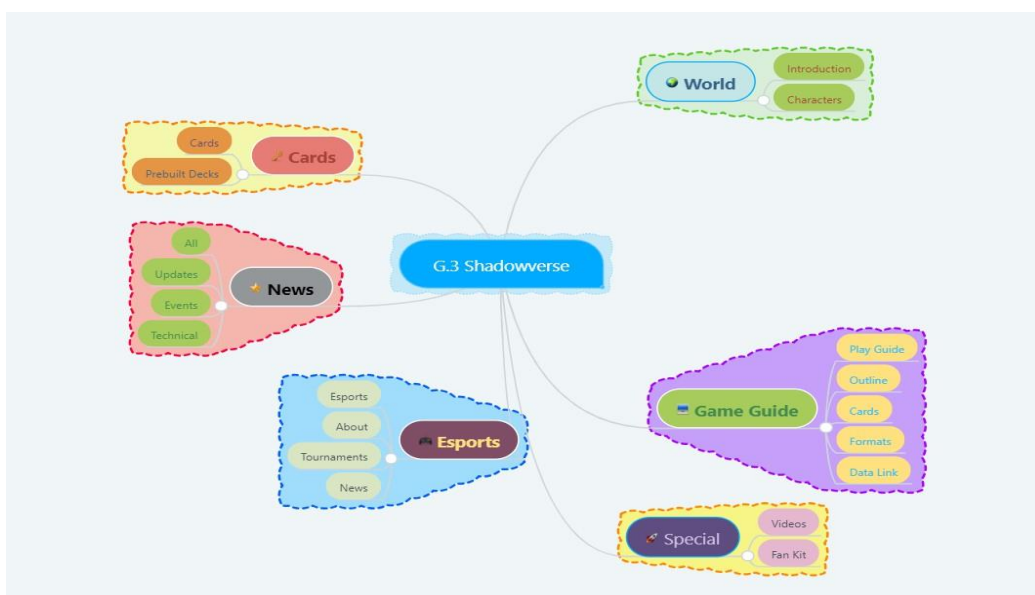 G.3 Shadowverse
World
Introduction
Characters
Game Guide
Play Guide
Outline
Cards
Formats
Data Link
Special
Videos
Fan Kit
Esports
Esports
About
Tournaments
News
News
All
Updates
Events
Technical
Cards
Cards
Prebuilt Decks